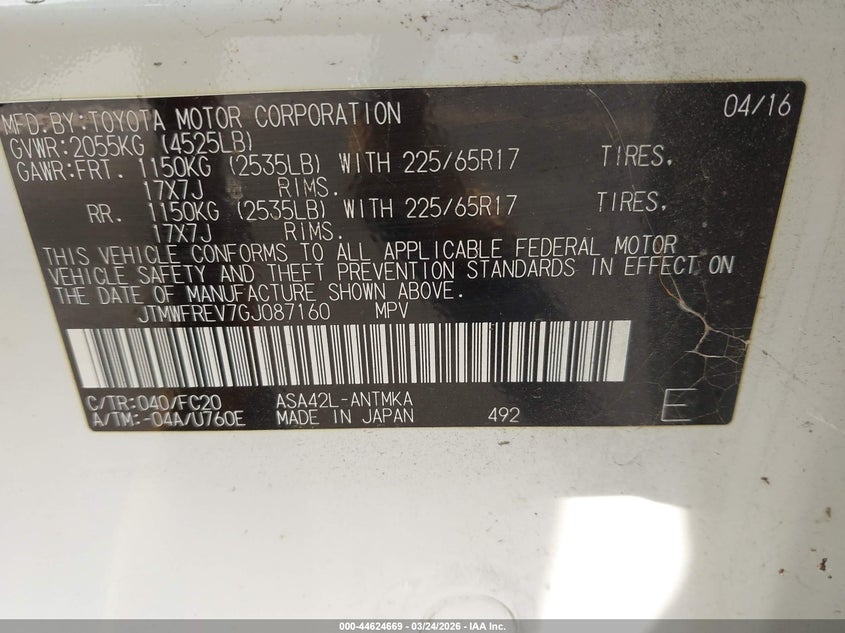 MFD.BY:TOYOTA MOTOR CORPORATION 04/16
GVWR:2055KG (4525LB)
GAWR:FRT. 1150KG (2535LB) WITH 225/65R17 TIRES.
17X7J RIMS.
RR. 1150KG (2535LB) WITH 225/65R17 TIRES.
17X7J RIMS.
THIS VEHICLE CONFORMS TO ALL APPLICABLE FEDERAL MOTOR
VEHICLE SAFETY AND THEFT PREVENTION STANDARDS IN EFFECT ON
THE DATE OF MANUFACTURE SHOWN ABOVE.
JTMWFREV7GJ087160 MPV
C/TR:040/FC20 ASA42L-ANTMKA
A/TM:-04A/U760E MADE IN JAPAN 492 E
000-44624669 - 03/24/2026 - IAA Inc.